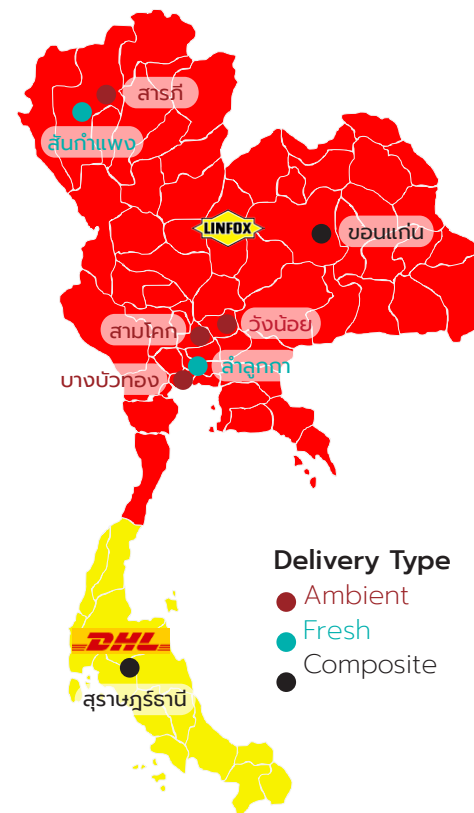 สารภี
สันกำแพง
LINFOX
ขอนแก่น
สามโคก
วังน้อย
ลำลูกกา
บางบัวทอง
Delivery Type
Ambient
Fresh
Composite
DHL
สุราษฎร์ธานี